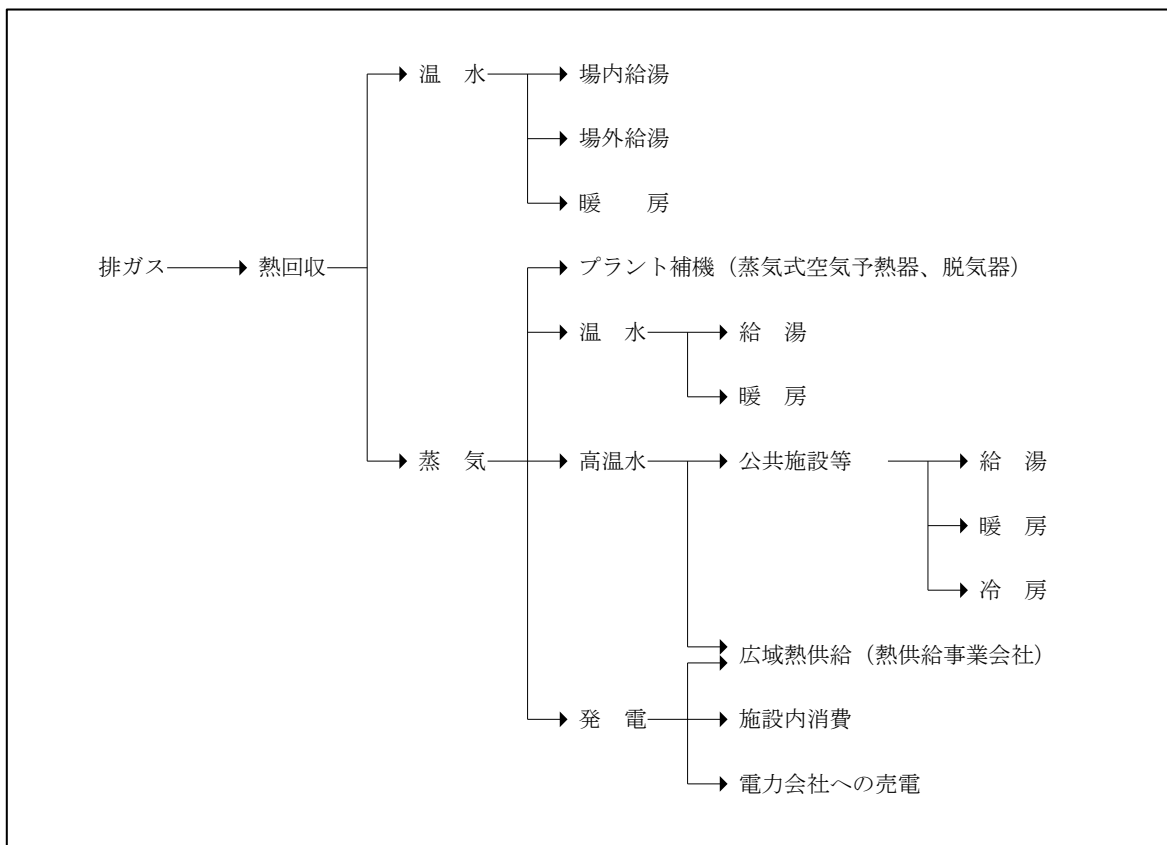 温　水
場内給湯
場外給湯
暖　　房
排ガス
熱回収
プラント補機（蒸気式空気予熱器、脱気器）
温　水
給　湯
暖　房
蒸　気
高温水
公共施設等
給　湯
暖　房
冷　房
広域熱供給（熱供給事業会社）
発　電
施設内消費
電力会社への売電